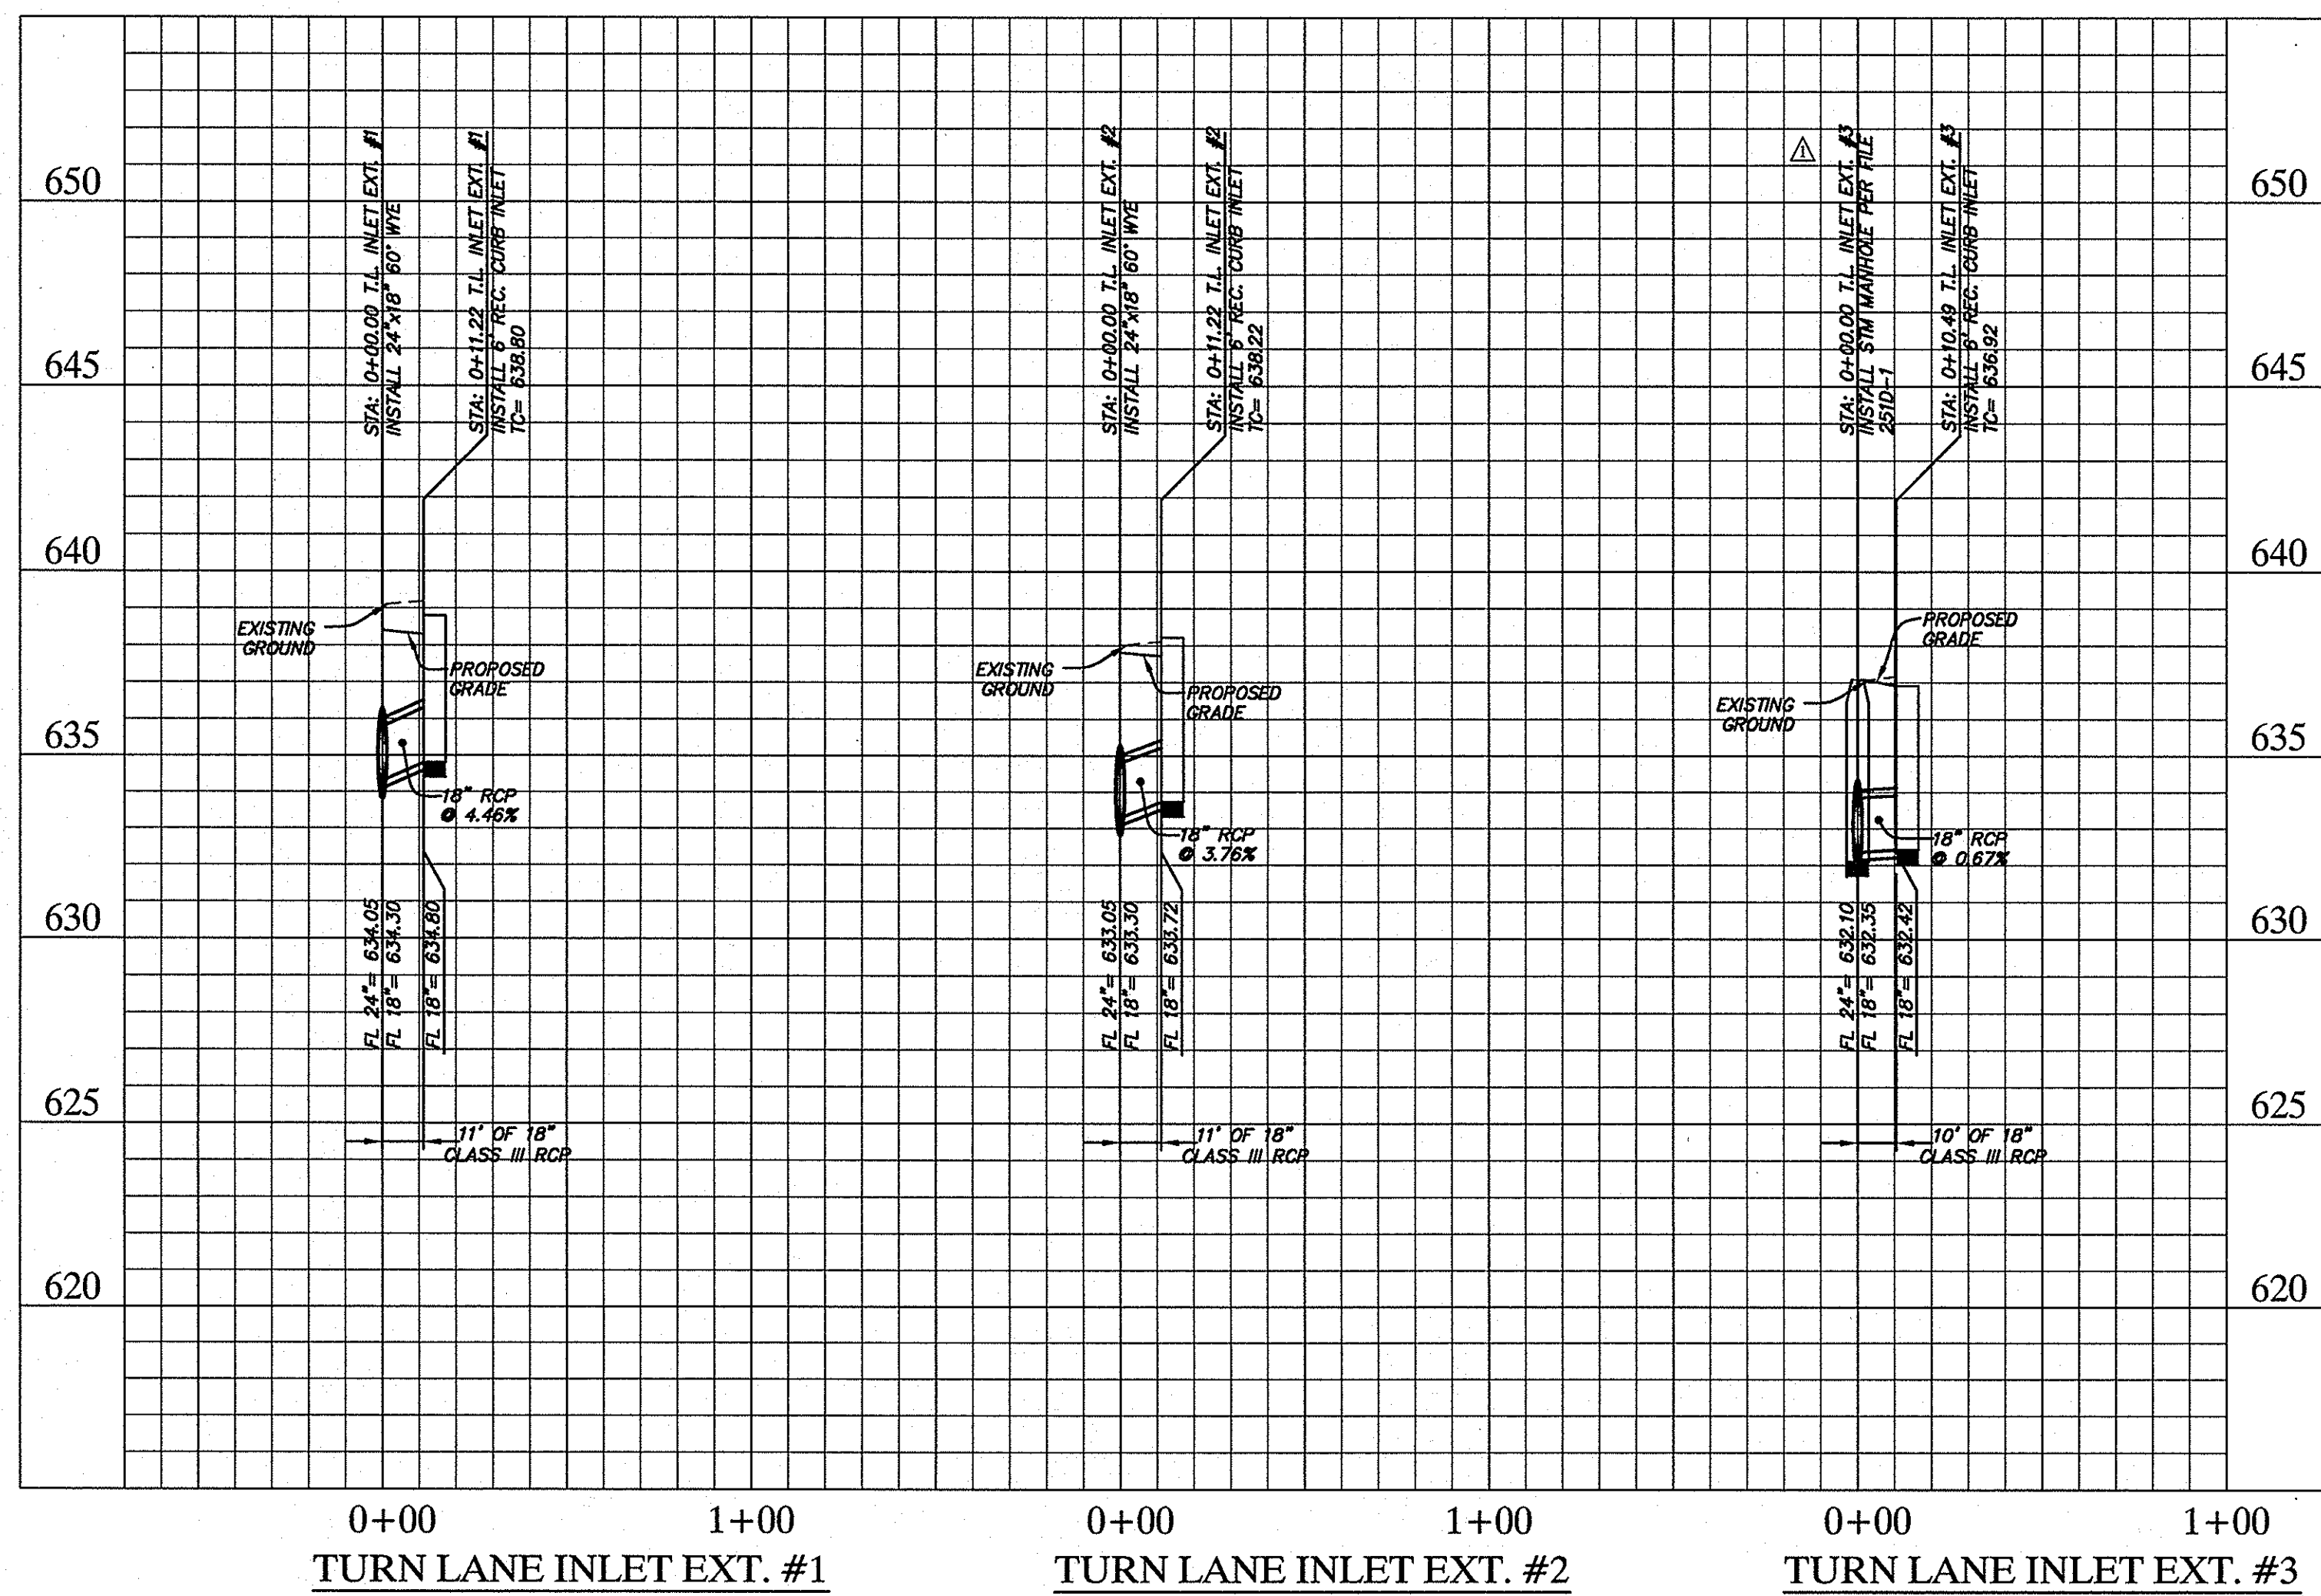 650
645
640
635
630
625
620
STA: 0+00.00 T.L. INLET EXT. #1
INSTALL 24"x18" 60° WYE
STA: 0+11.22 T.L. INLET EXT. #1
INSTALL 6' REC. CURB INLET
TC= 638.80
EXISTING
GROUND
PROPOSED
GRADE
18" RCP
@ 4.46%
FL 24"= 634.05
FL 18"= 634.30
FL 18"= 634.80
11' OF 18"
CLASS III RCP
STA: 0+00.00 T.L. INLET EXT. #2
INSTALL 24"x18" 60° WYE
STA: 0+11.22 T.L. INLET EXT. #2
INSTALL 6' REC. CURB INLET
TC= 638.22
EXISTING
GROUND
PROPOSED
GRADE
18" RCP
@ 3.76%
FL 24"= 633.05
FL 18"= 633.30
FL 18"= 633.72
11' OF 18"
CLASS III RCP
1
STA: 0+00.00 T.L. INLET EXT. #3
INSTALL STM MANHOLE PER FILE
251D-1
STA: 0+10.49 T.L. INLET EXT. #3
INSTALL 6' REC. CURB INLET
TC= 636.92
PROPOSED
GRADE
EXISTING
GROUND
18" RCP
@ 0.67%
FL 24"= 632.10
FL 18"= 632.35
FL 18"= 632.42
10' OF 18"
CLASS III RCP
650
645
640
635
630
625
620
0+00 1+00 0+00 1+00 0+00 1+00
TURN LANE INLET EXT. #1
TURN LANE INLET EXT. #2
TURN LANE INLET EXT. #3